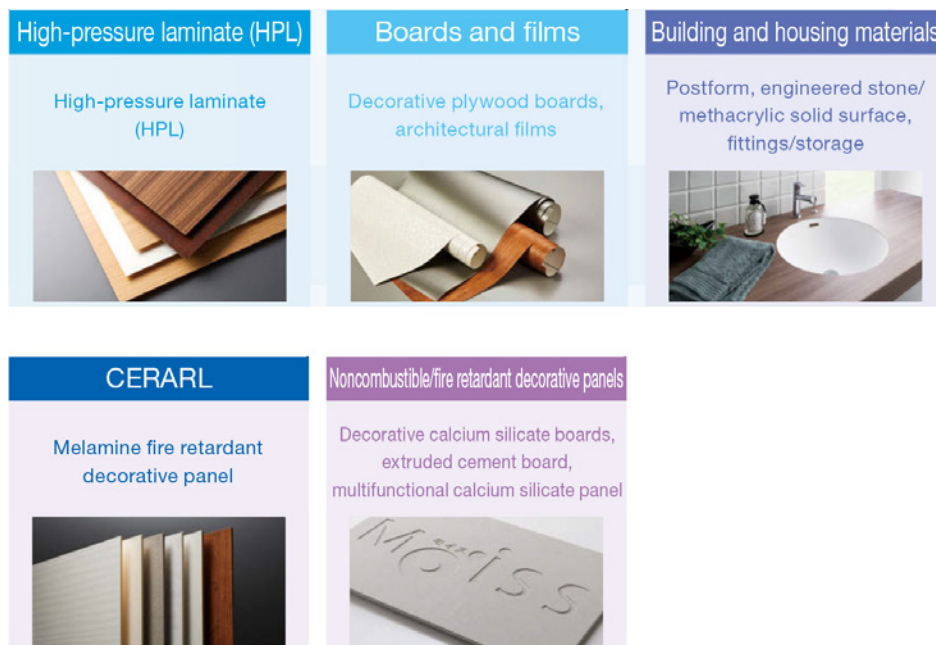 High-pressure laminate (HPL)
High-pressure laminate
(HPL)
Boards and films
Decorative plywood boards,
architectural films
Building and housing materials
Postform, engineered stone/
methacrylic solid surface,
fittings/storage
CERARL
Melamine fire retardant
decorative panel
Noncombustible/fire retardant decorative panels
Decorative calcium silicate boards,
extruded cement board,
multifunctional calcium silicate panel
Moiss